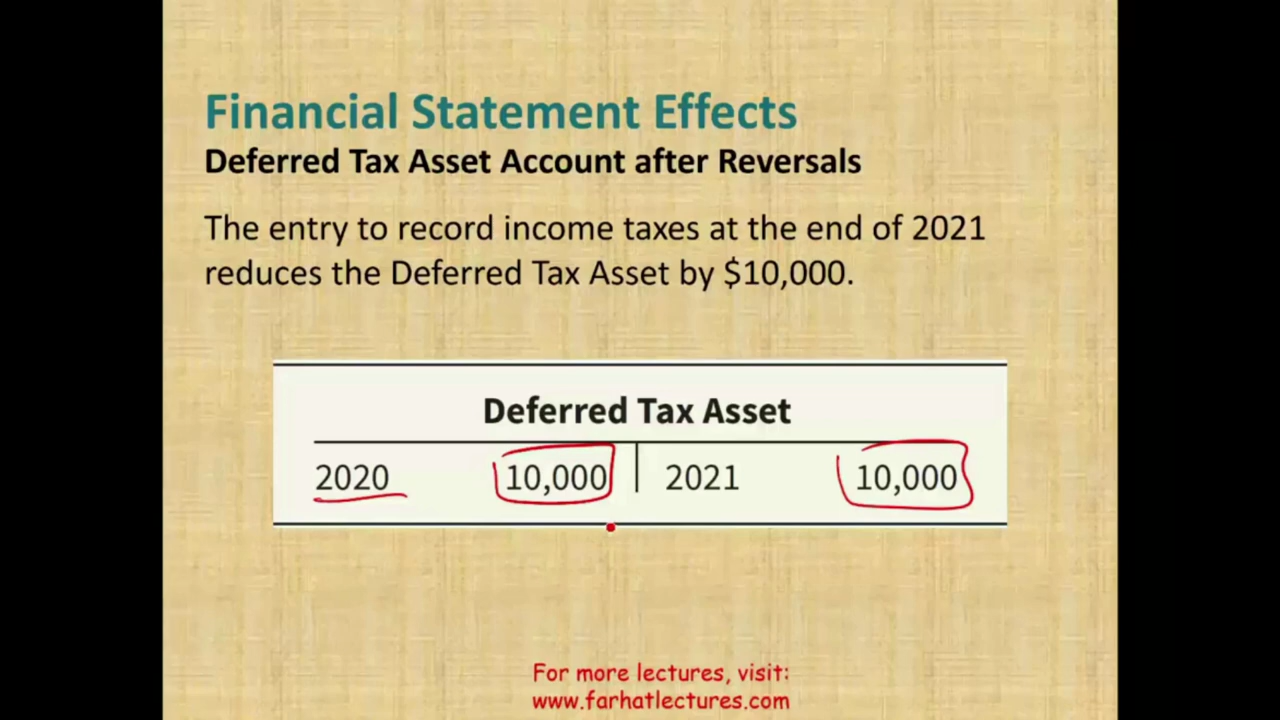 Financial Statement Effects
Deferred Tax Asset Account after Reversals
The entry to record income taxes at the end of 2021
reduces the Deferred Tax Asset by $10,000.
Deferred Tax Asset
2020 10,000 2021 10,000
For more lectures, visit:
www.farhatlectures.com